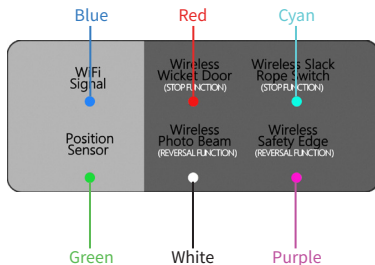 Blue Red Cyan
WiFi
Signal
Wireless
Wicket Door
(STOP FUNCTION)
Wireless Slack
Rope Switch
(STOP FUNCTION)
Position
Sensor
Wireless
Photo Beam
(REVERSAL FUNCTION)
Wireless
Safety Edge
(REVERSAL FUNCTION)
Green White Purple